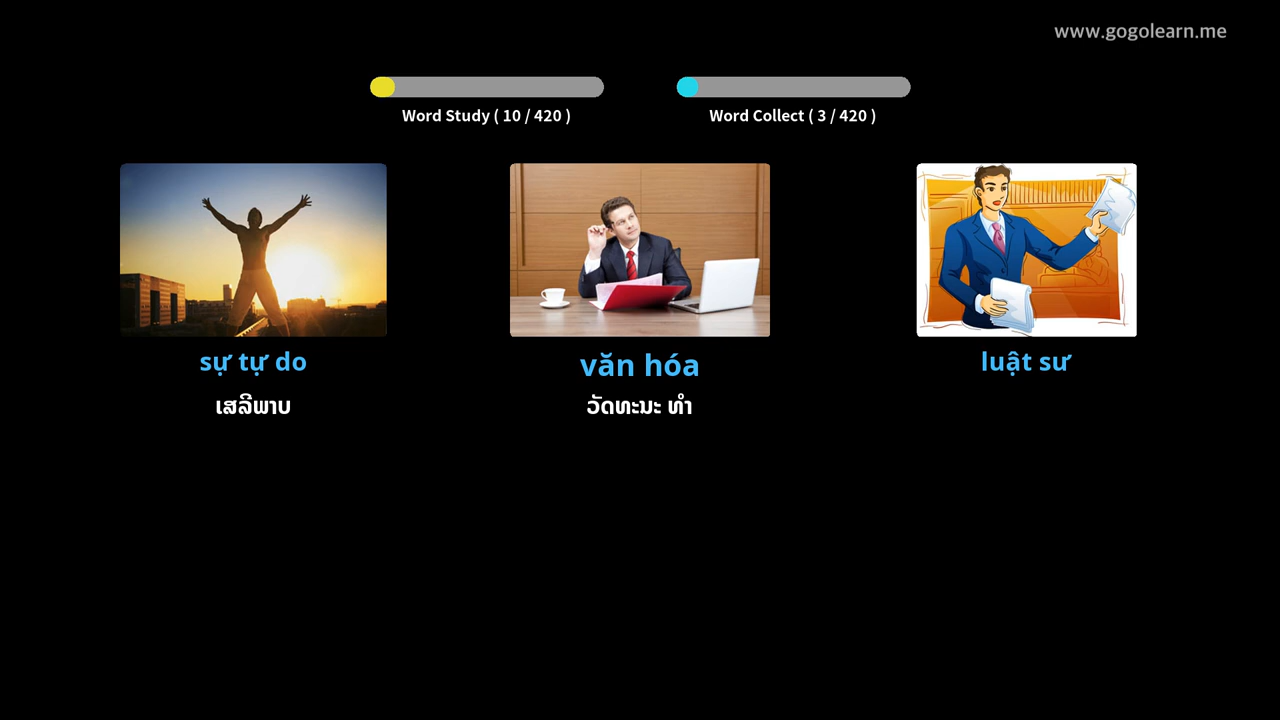 www.gogolearn.me
Word Study ( 10 / 420 )
Word Collect ( 3 / 420 )
sự tự do
văn hóa
luật sư
ເສລີພາບ
ວັດທະນະ ທຳ